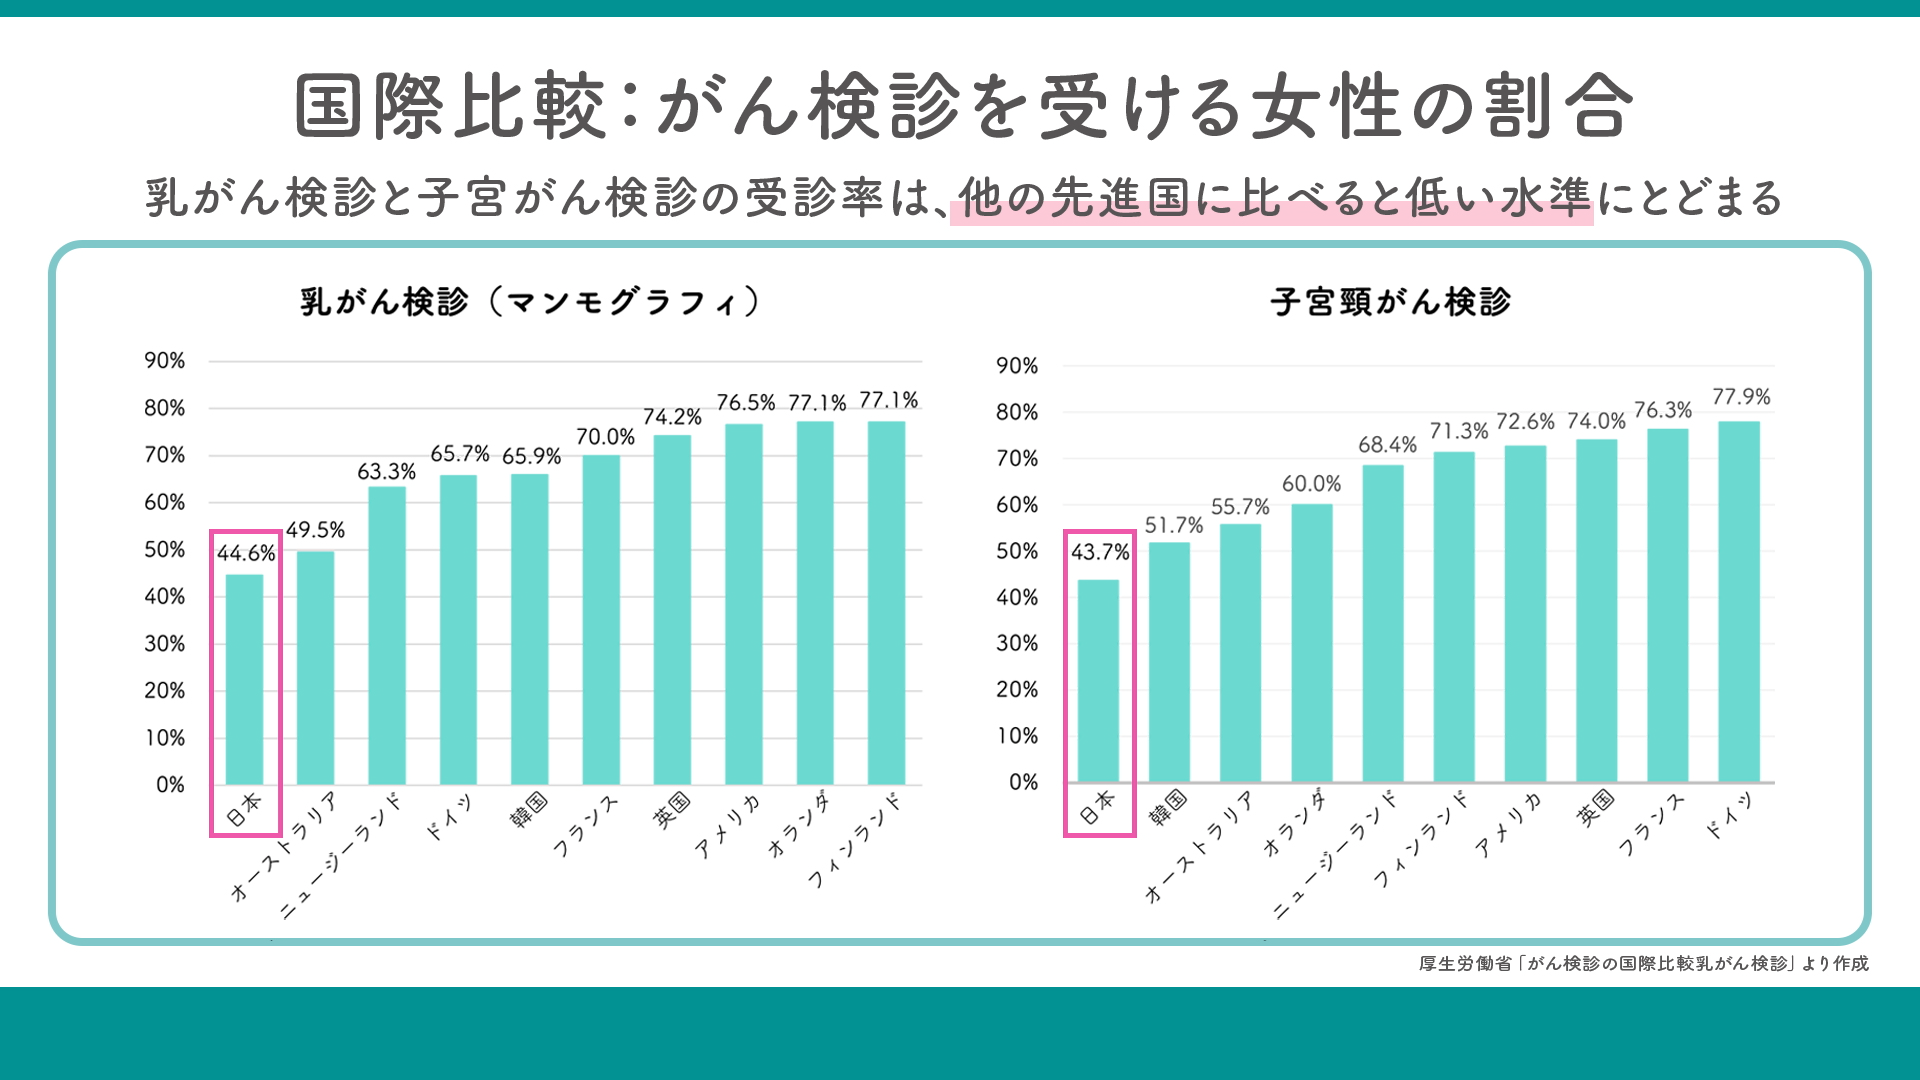 国際比較：がん検診を受ける女性の割合
乳がん検診と子宮がん検診の受診率は、他の先進国に比べると低い水準にとどまる
乳がん検診（マンモグラフィ）
90%
80%
70%
60%
50%
40%
30%
20%
10%
0%
44.6%
49.5%
63.3%
65.7%
65.9%
70.0%
74.2%
76.5%
77.1%
77.1%
日本
オーストラリア
ニュージーランド
ドイツ
韓国
フランス
英国
アメリカ
オランダ
フィンランド
子宮頸がん検診
90%
80%
70%
60%
50%
40%
30%
20%
10%
0%
43.7%
51.7%
55.7%
60.0%
68.4%
71.3%
72.6%
74.0%
76.3%
77.9%
日本
韓国
オーストラリア
オランダ
ニュージーランド
フィンランド
アメリカ
英国
フランス
ドイツ
厚生労働省「がん検診の国際比較乳がん検診」より作成